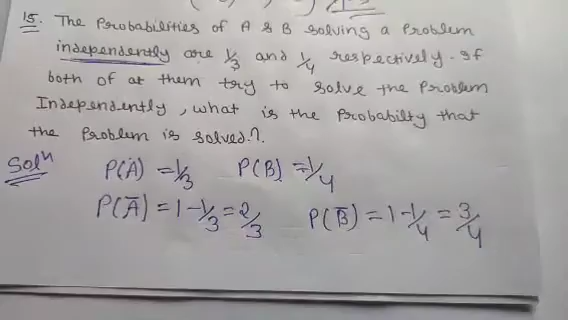 15. The Probabilities of A & B solving a Problem
independently are 1/3 and 1/4 respectively. If
both of at them try to solve the Problem
Independently, what is the Probabilty that
the Problem is solved.?.
Solⁿ P(A) = 1/3 P(B) = 1/4
P(A̅) = 1 - 1/3 = 2/3 P(B̅) = 1 - 1/4 = 3/4